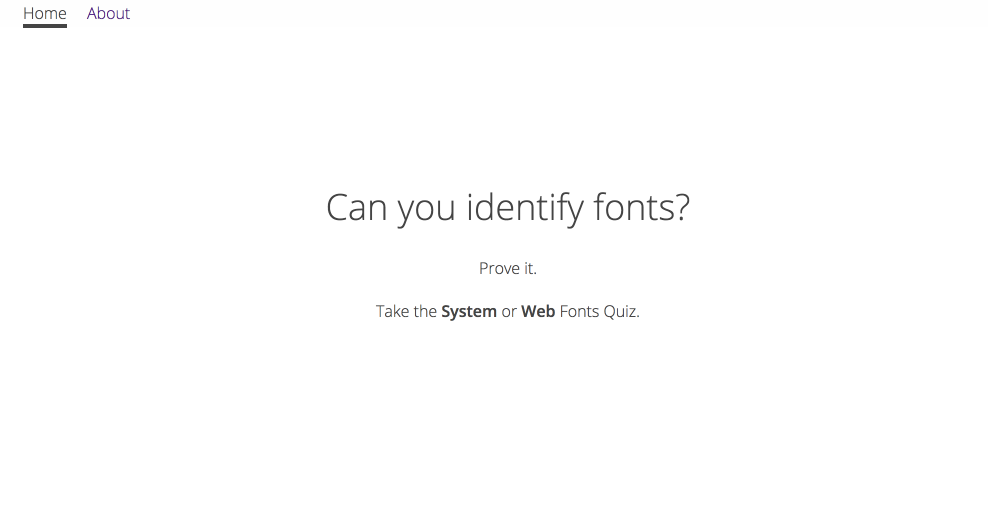 Home About
Can you identify fonts?
Prove it.
Take the System or Web Fonts Quiz.